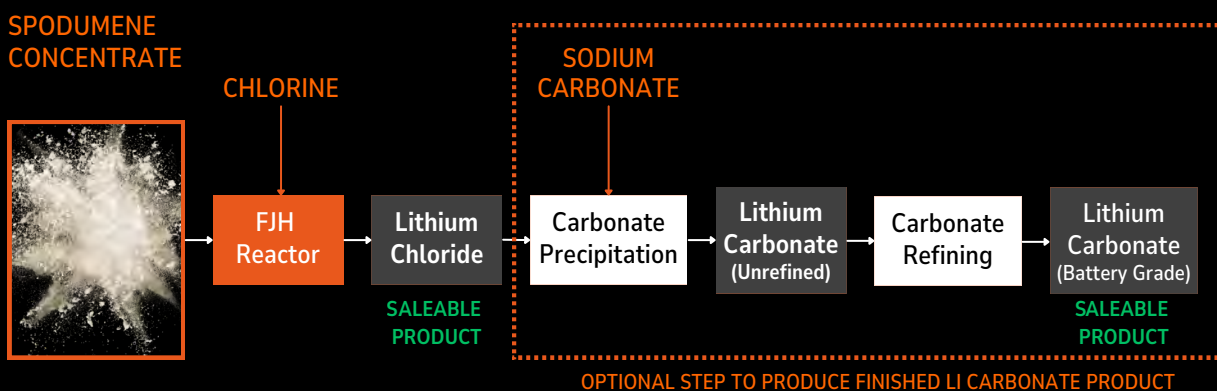 SPODUMENE
CONCENTRATE
CHLORINE
SODIUM
CARBONATE
FJH
Reactor
Lithium
Chloride
SALEABLE
PRODUCT
Carbonate
Precipitation
Lithium
Carbonate
(Unrefined)
Carbonate
Refining
Lithium
Carbonate
(Battery Grade)
SALEABLE
PRODUCT
OPTIONAL STEP TO PRODUCE FINISHED LI CARBONATE PRODUCT